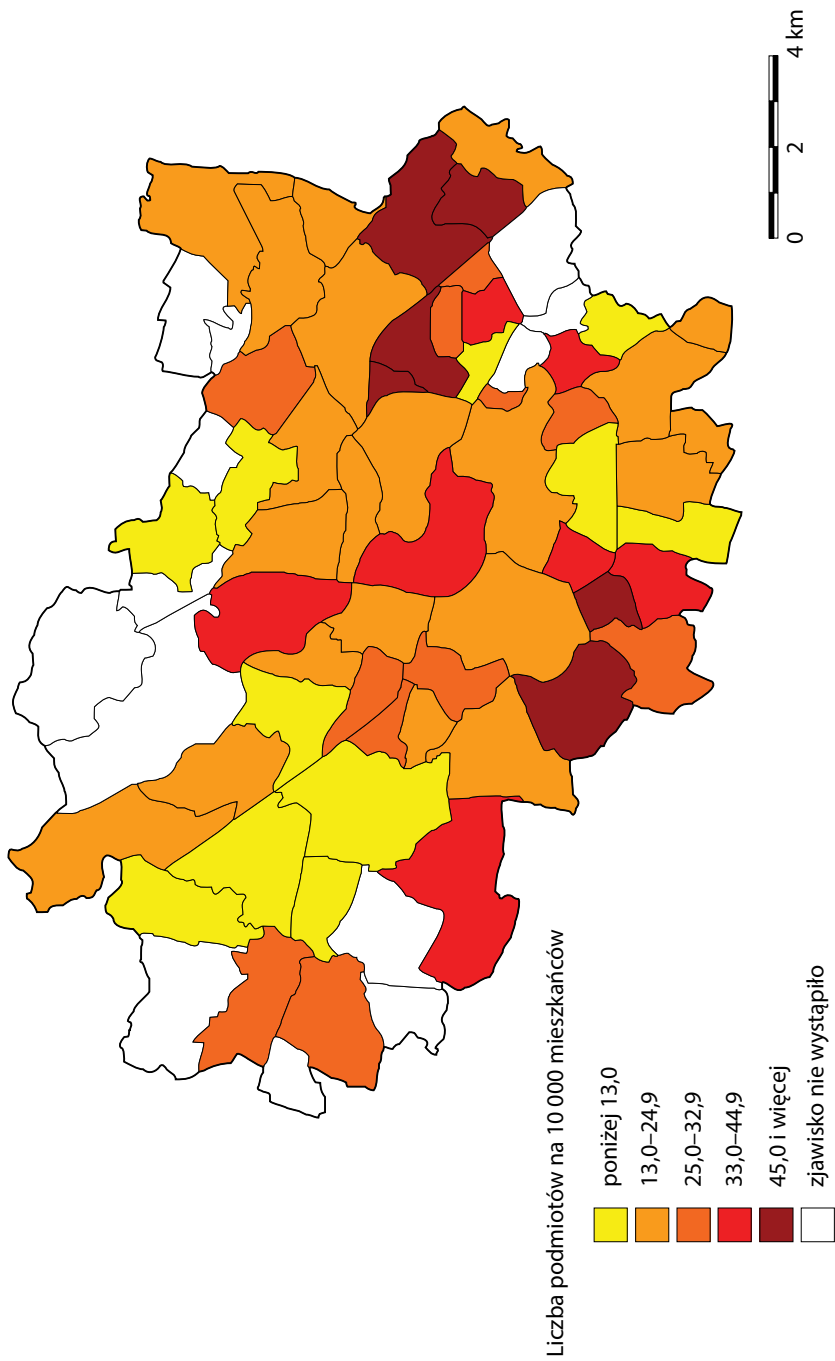 Liczba podmiotów na 10 000 mieszkańców
poniżej 13,0
13,0–24,9
25,0–32,9
33,0–44,9
45,0 i więcej
zjawisko nie wystąpiło
0 2 4 km